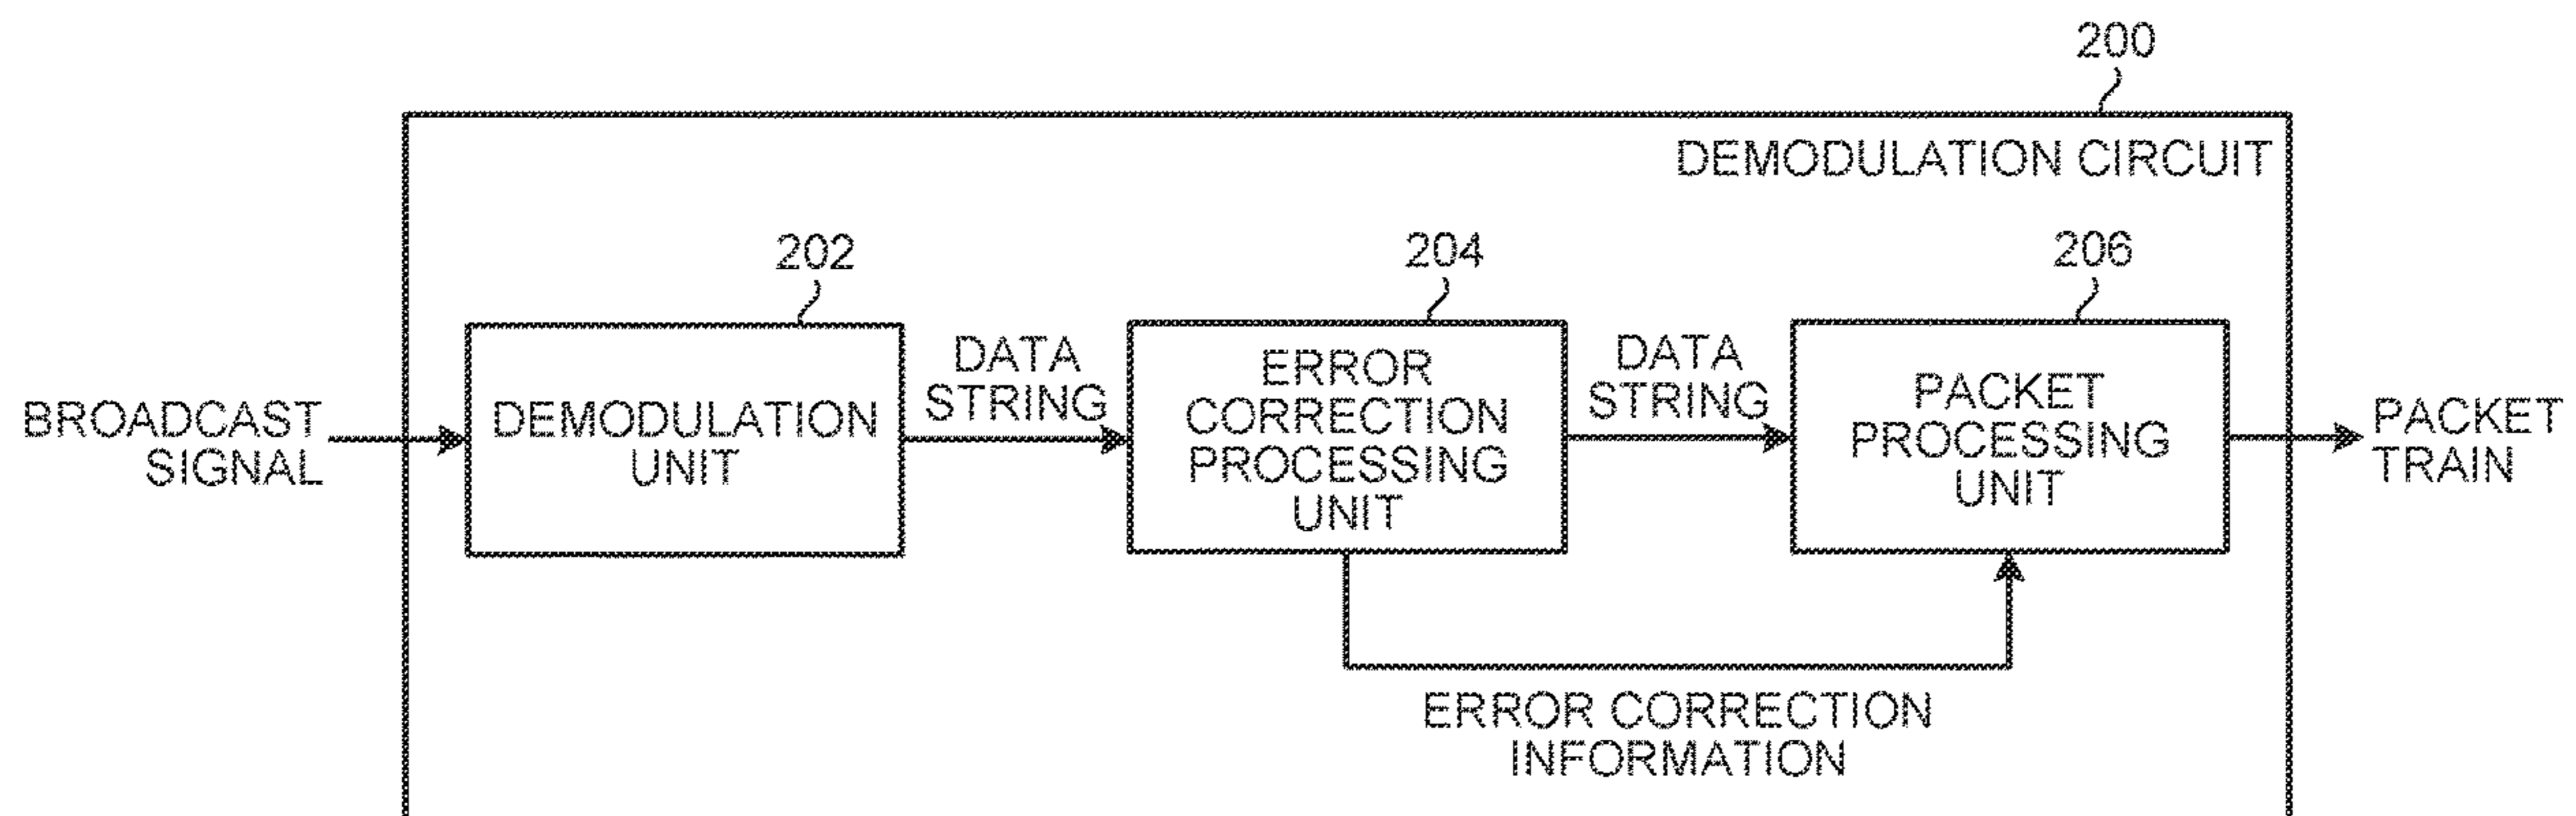 200
DEMODULATION CIRCUIT
202
204
206
BROADCAST
SIGNAL
DEMODULATION
UNIT
DATA
STRING
ERROR
CORRECTION
PROCESSING
UNIT
DATA
STRING
PACKET
PROCESSING
UNIT
PACKET
TRAIN
ERROR CORRECTION
INFORMATION